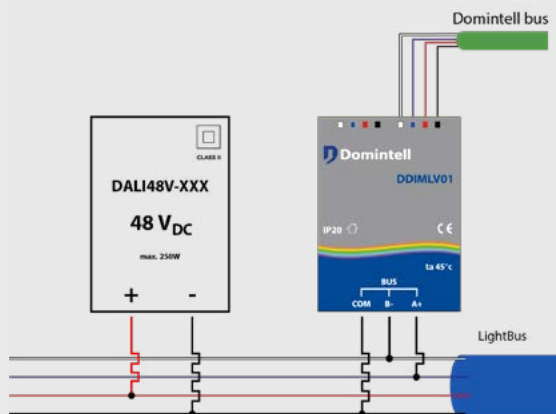 Domintell bus
CLASS II
DALI48V-XXX
48 VDC
max. 250W
+ -
Domintell
DDIMLV01
IP20
CE
ta 45°c
BUS
COM B- A+
LightBus